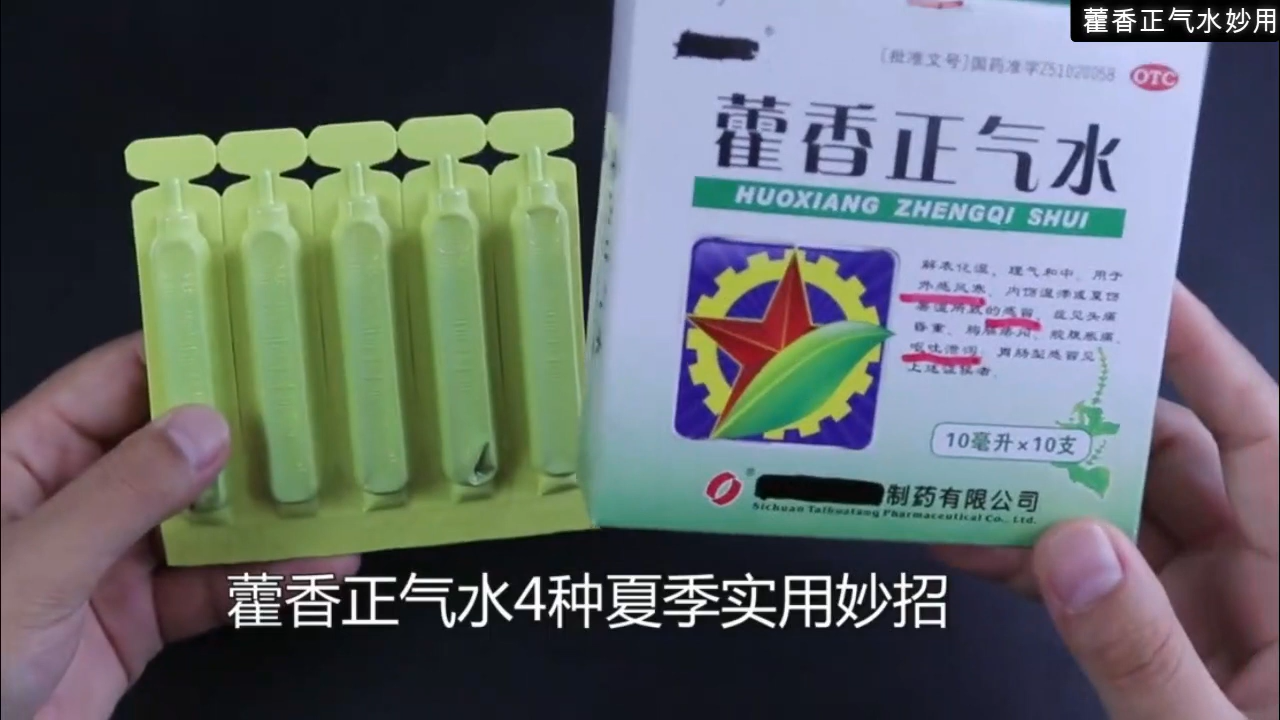 藿香正气水妙用
[批准文号]国药准字Z51020058
OTC
藿香正气水
HUOXIANG ZHENGQI SHUI
解表化湿，理气和中。用于
外感风寒，内伤湿滞或夏伤
暑湿所致的感冒，症见头痛
昏重、胸膈痞闷、脘腹胀痛、
呕吐泄泻；胃肠型感冒见
上述证候者。
10毫升×10支
制药有限公司
Sichuan Taihuatang Pharmaceutical Co., Ltd.
藿香正气水4种夏季实用妙招